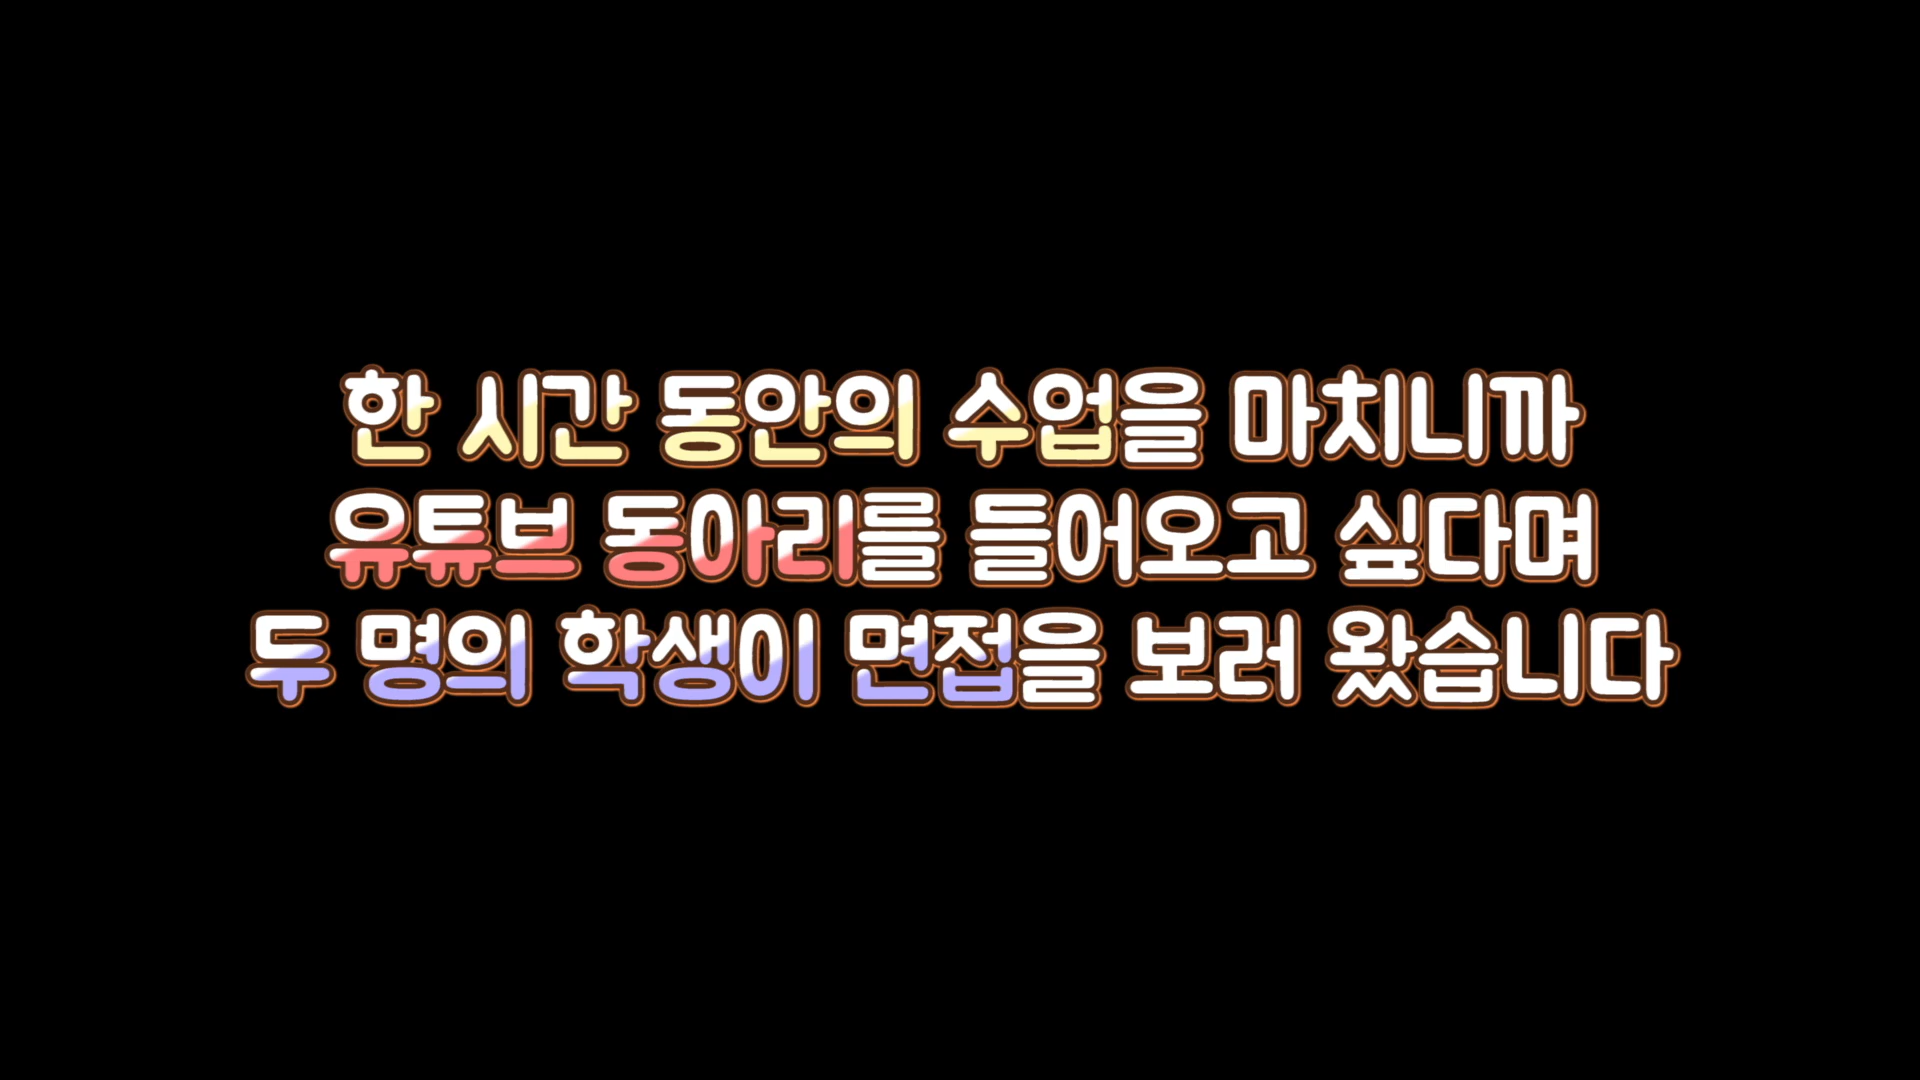 한 시간 동안의 수업을 마치니까
유튜브 동아리를 들어오고 싶다며
두 명의 학생이 면접을 보러 왔습니다